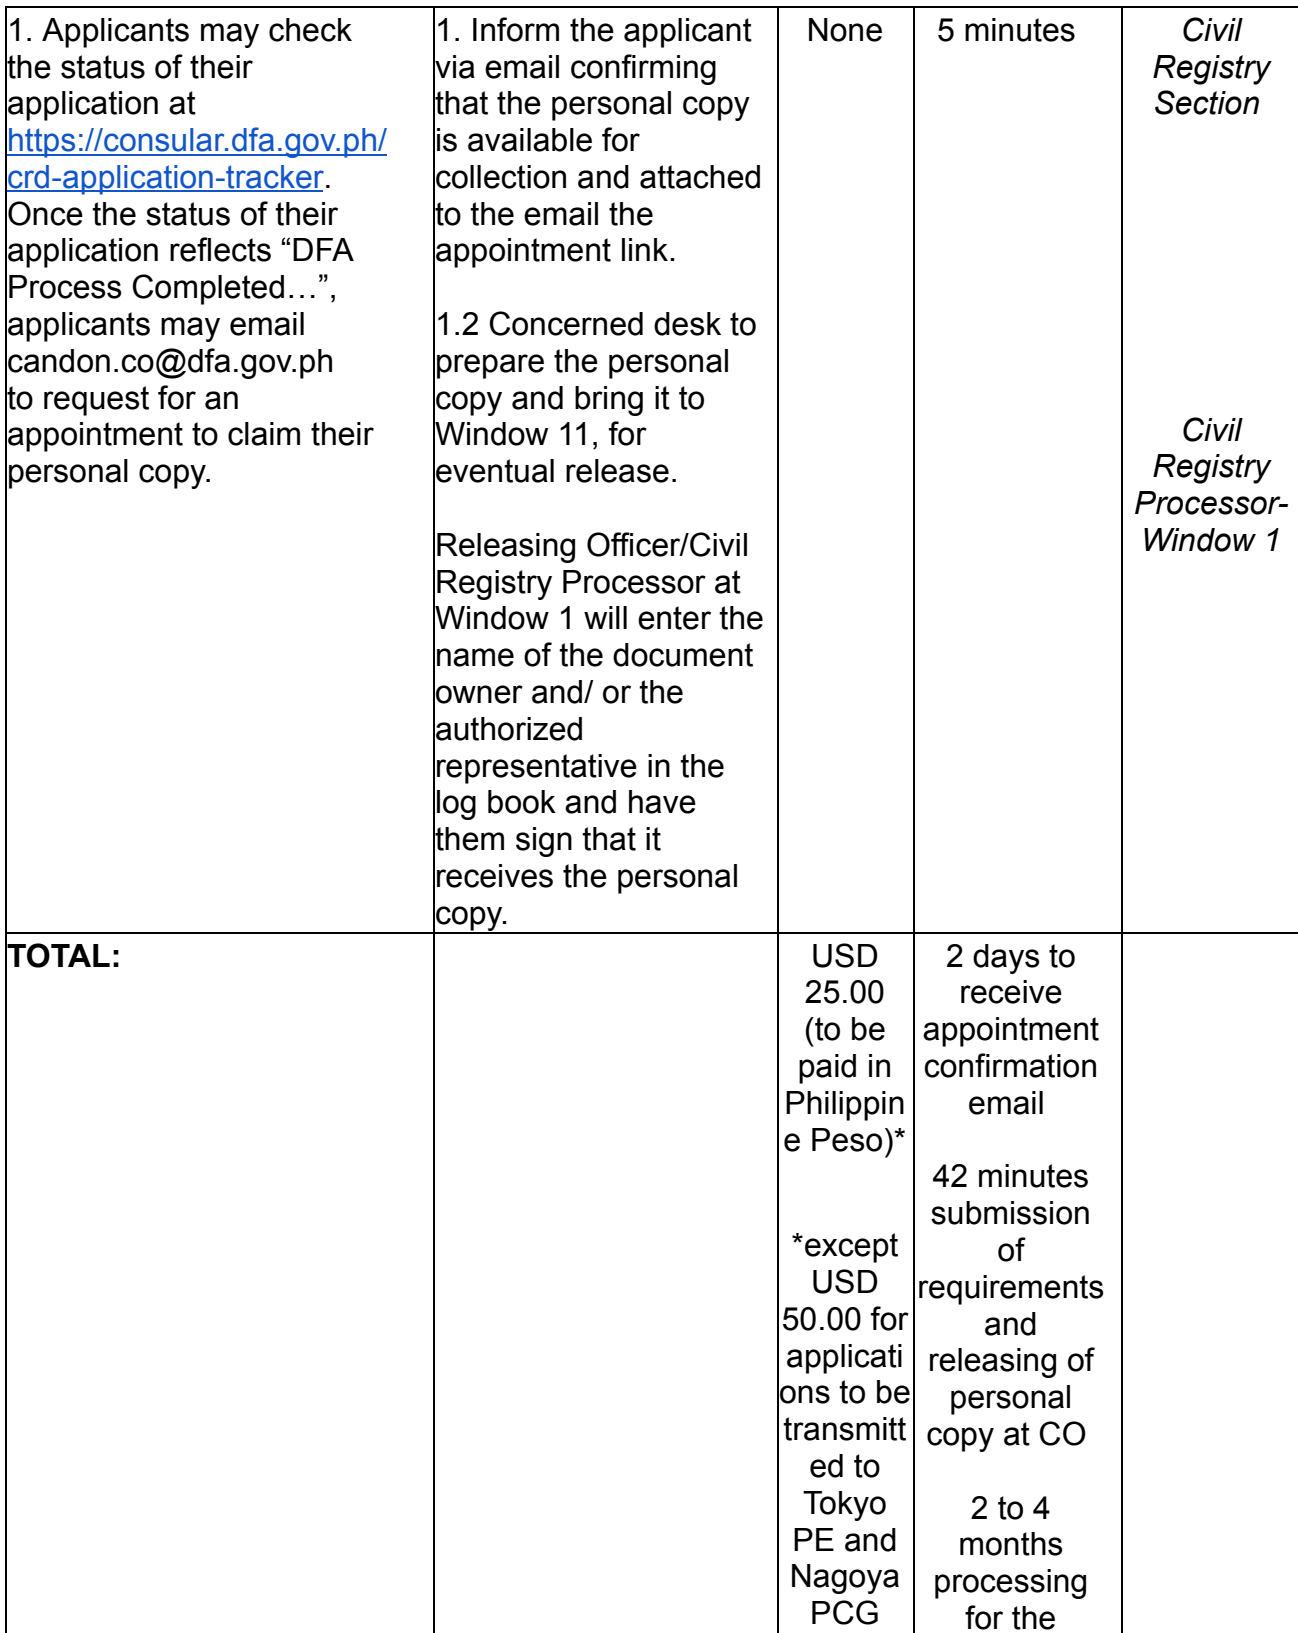 1. Applicants may check
the status of their
application at
https://consular.dfa.gov.ph/
crd-application-tracker.
Once the status of their
application reflects “DFA
Process Completed…”,
applicants may email
candon.co@dfa.gov.ph
to request for an
appointment to claim their
personal copy.
1. Inform the applicant
via email confirming
that the personal copy
is available for
collection and attached
to the email the
appointment link.
1.2 Concerned desk to
prepare the personal
copy and bring it to
Window 11, for
eventual release.
Releasing Officer/Civil
Registry Processor at
Window 1 will enter the
name of the document
owner and/ or the
authorized
representative in the
log book and have
them sign that it
receives the personal
copy.
None
5 minutes
Civil
Registry
Section
Civil
Registry
Processor-
Window 1
TOTAL:
USD
25.00
(to be
paid in
Philippin
e Peso)*
*except
USD
50.00 for
applicati
ons to be
transmitt
ed to
Tokyo
PE and
Nagoya
PCG
2 days to
receive
appointment
confirmation
email
42 minutes
submission
of
requirements
and
releasing of
personal
copy at CO
2 to 4
months
processing
for the